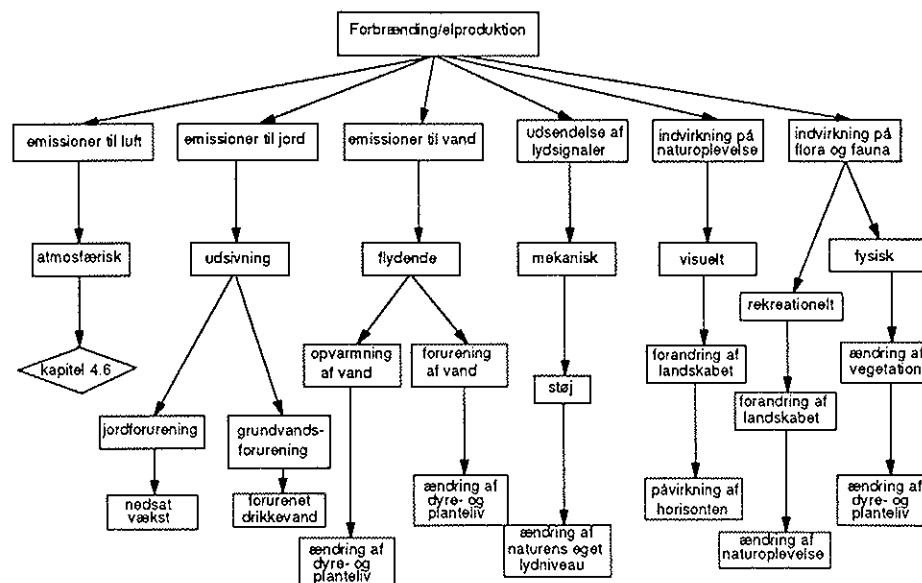 Forbrænding/elproduktion
emissioner til luft
emissioner til jord
emissioner til vand
udsendelse af
lydsignaler
indvirkning på
naturoplevelse
indvirkning på
flora og fauna
atmosfærisk
udsivning
flydende
mekanisk
visuelt
fysisk
rekreationelt
kapitel 4.6
opvarmning
af vand
forurening
af vand
støj
forandring af
landskabet
ændring af
vegetation
forandring af
landskabet
jordforurening
grundvands-
forurening
nedsat
vækst
forurenet
drikkevand
ændring af
dyre- og
planteliv
ændring af
dyre- og
planteliv
ændring af
naturens eget
lydniveau
påvirkning af
horisonten
ændring af
naturoplevelse
ændring af
dyre- og
planteliv